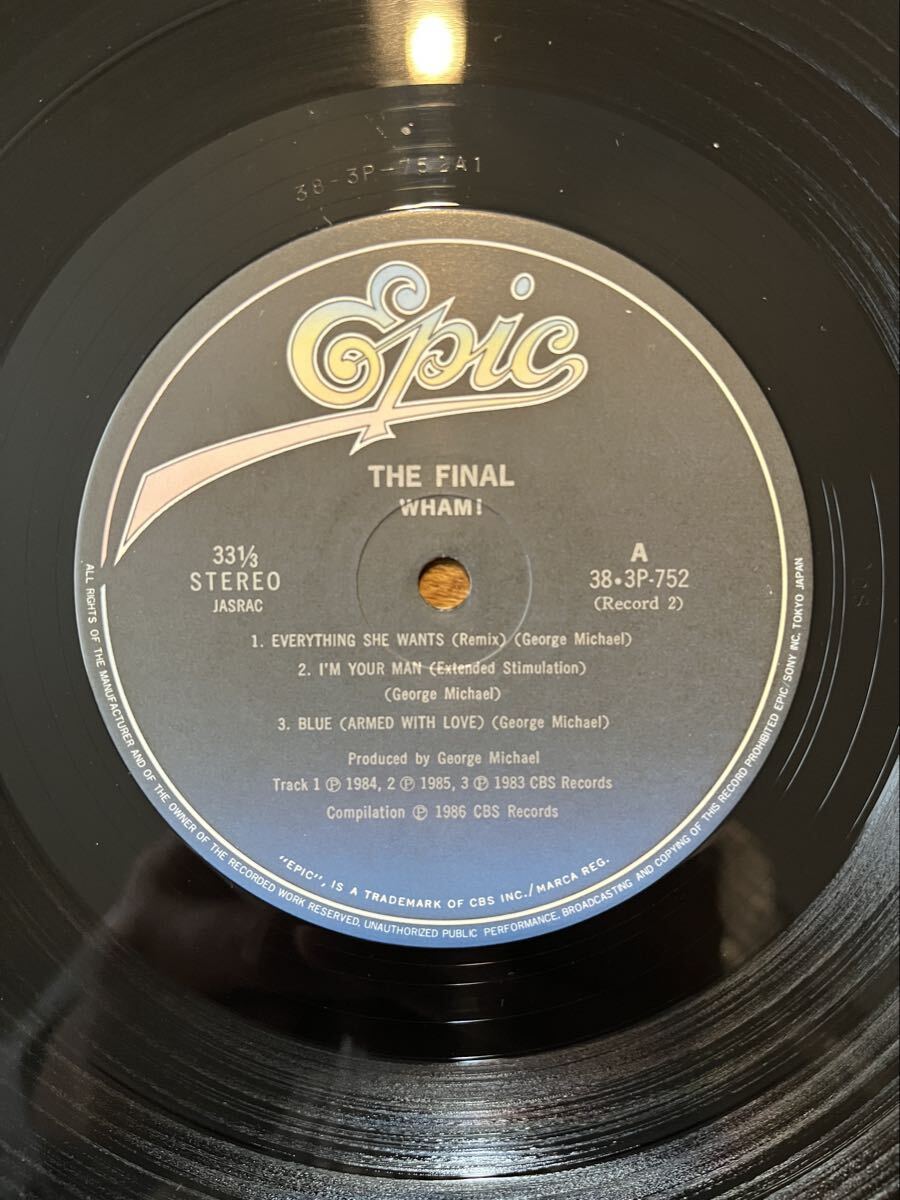 38-3P-752A1
Epic
THE FINAL
WHAM!
33⅓
STEREO
JASRAC
A
38・3P-752
(Record 2)
1. EVERYTHING SHE WANTS (Remix) (George Michael)
2. I'M YOUR MAN (Extended Stimulation)
(George Michael)
3. BLUE (ARMED WITH LOVE) (George Michael)
Produced by George Michael
Track 1 ℗ 1984, 2 ℗ 1985, 3 ℗ 1983 CBS Records
Compilation ℗ 1986 CBS Records
"EPIC", IS A TRADEMARK OF CBS INC./MARCA REG.
ALL RIGHTS OF THE MANUFACTURER AND OF THE OWNER OF THE RECORDED WORK RESERVED, UNAUTHORIZED PUBLIC PERFORMANCE, BROADCASTING AND COPYING OF THIS RECORD PROHIBITED EPIC/SONY INC, TOKYO JAPAN